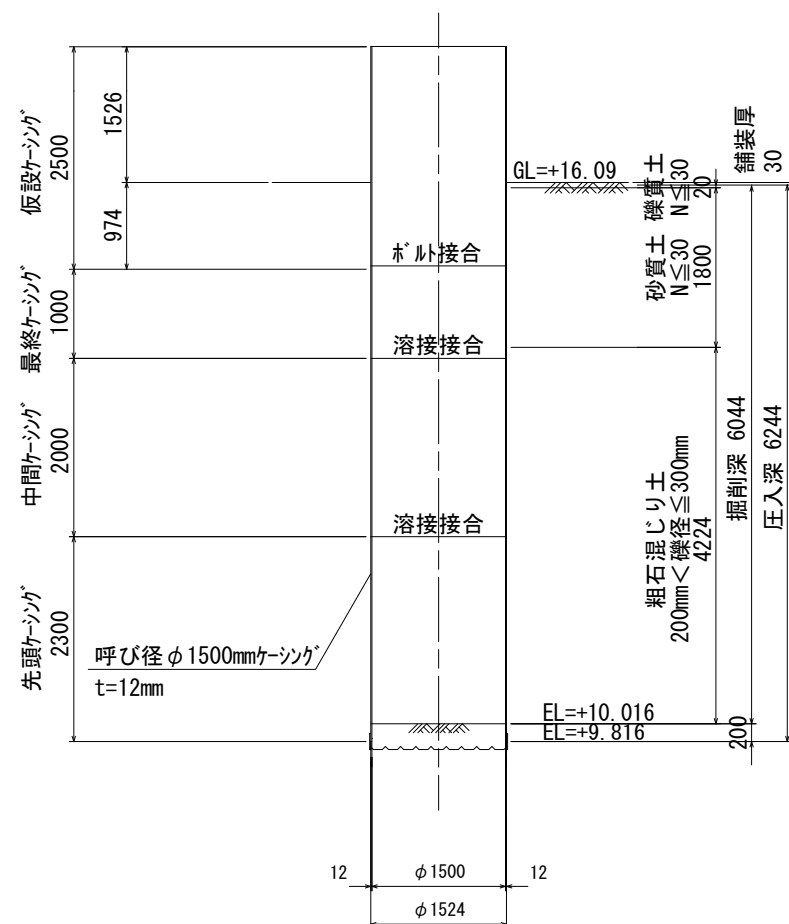 仮設ケーシング
2500
1526
974
最終ケーシング
1000
中間ケーシング
2000
先頭ケーシング
2300
GL=+16.09
ボルト接合
溶接接合
溶接接合
呼び径φ1500mmケーシング
t=12mm
舗装厚
30
礫質土
N≦30
20
砂質土
N≦30
1800
粗石混じり土
200mm<礫径≦300mm
4224
掘削深 6044
圧入深 6244
EL=+10.016
EL=+9.816
200
12
φ1500
12
φ1524